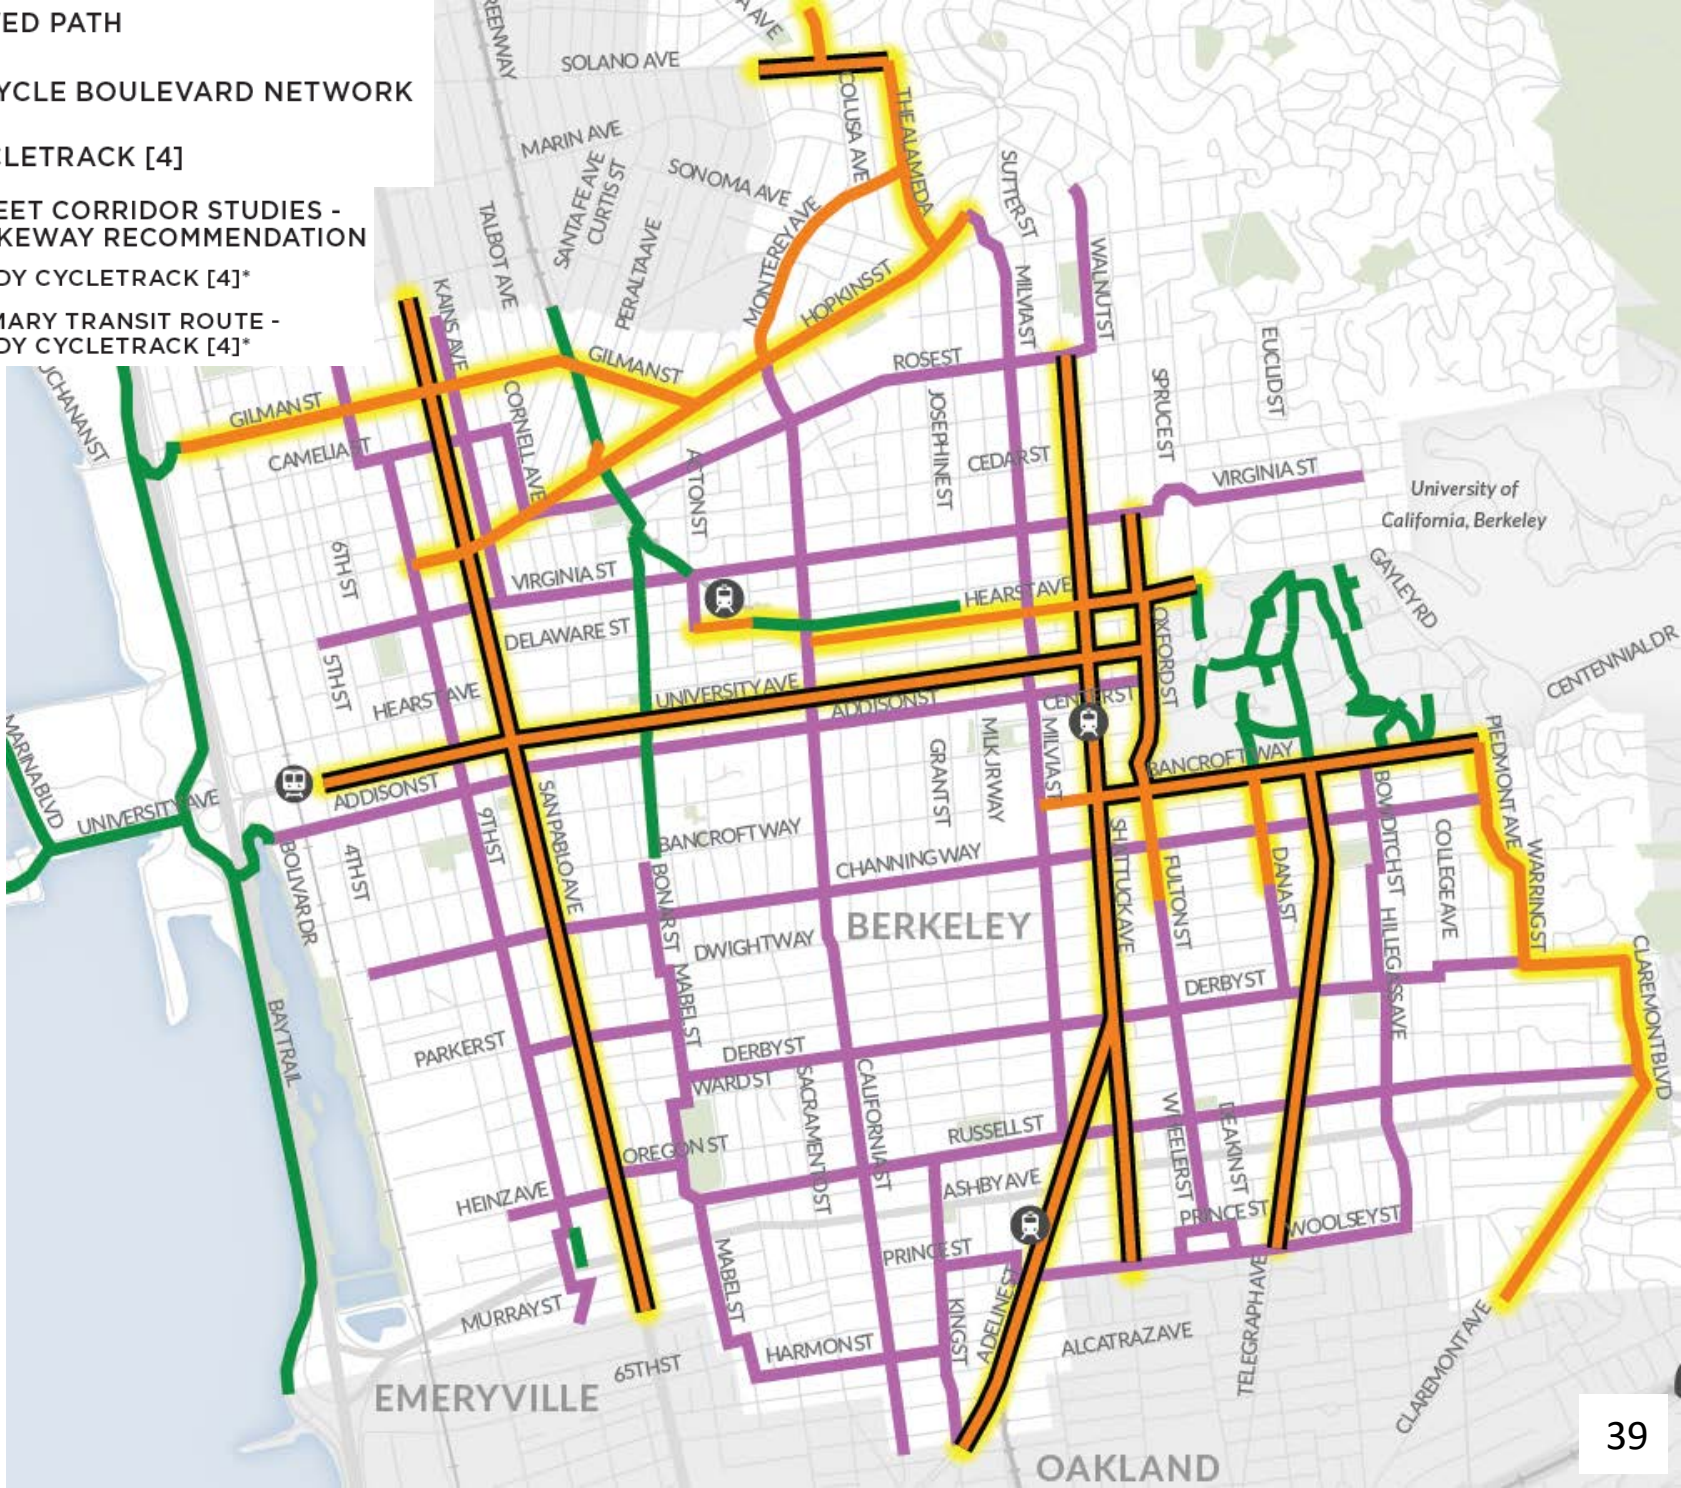 TED PATH
YCLE BOULEVARD NETWORK
CLETRACK [4]
EET CORRIDOR STUDIES -
KEWAY RECOMMENDATION
DY CYCLETRACK [4]*
MARY TRANSIT ROUTE -
DY CYCLETRACK [4]*
REENWAY
A AVE
SOLANO AVE
COLUSA AVE
THE ALAMEDA
MARIN AVE
SANTA FE AVE
CURTIS ST
SONOMA AVE
SUTTER ST
TALBOT AVE
PERALTA AVE
MONTEREY AVE
HOPKINS ST
MILVIA ST
WALNUT ST
KAINS AVE
GILMAN ST
ROSE ST
EUCLID ST
SPRUCE ST
UCHANAN ST
GILMAN ST
CORNELL AVE
JOSEPHINE ST
CAMELIA ST
ACTON ST
CEDAR ST
VIRGINIA ST
University of
California, Berkeley
6TH ST
VIRGINIA ST
HEARST AVE
GAYLEY RD
DELAWARE ST
OXFORD ST
CENTENNIAL DR
5TH ST
HEARST AVE
UNIVERSITY AVE
ADDISON ST
CENTER ST
MARINA BLVD
GRANT ST
MLK JR WAY
MILVIA ST
BANCROFT WAY
PIEDMONT AVE
UNIVERSITY AVE
ADDISON ST
SAN PABLO AVE
9TH ST
BANCROFT WAY
BOWDITCH ST
BOLIVAR DR
4TH ST
CHANNING WAY
SHATTUCK AVE
FULTON ST
DANA ST
COLLEGE AVE
WARRING ST
BONAR ST
BERKELEY
DWIGHT WAY
HILLEGASS AVE
CLAREMONT BLVD
MABEL ST
DERBY ST
BAY TRAIL
PARKER ST
DERBY ST
WARD ST
SACRAMENTO ST
CALIFORNIA ST
RUSSELL ST
WHEELER ST
DEAKIN ST
OREGON ST
HEINZ AVE
ASHBY AVE
PRINCE ST
WOOLSEY ST
PRINCE ST
MABEL ST
MURRAY ST
KING ST
ADELINE ST
ALCATRAZ AVE
TELEGRAPH AVE
HARMON ST
65TH ST
EMERYVILLE
CLAREMONT AVE
OAKLAND
39